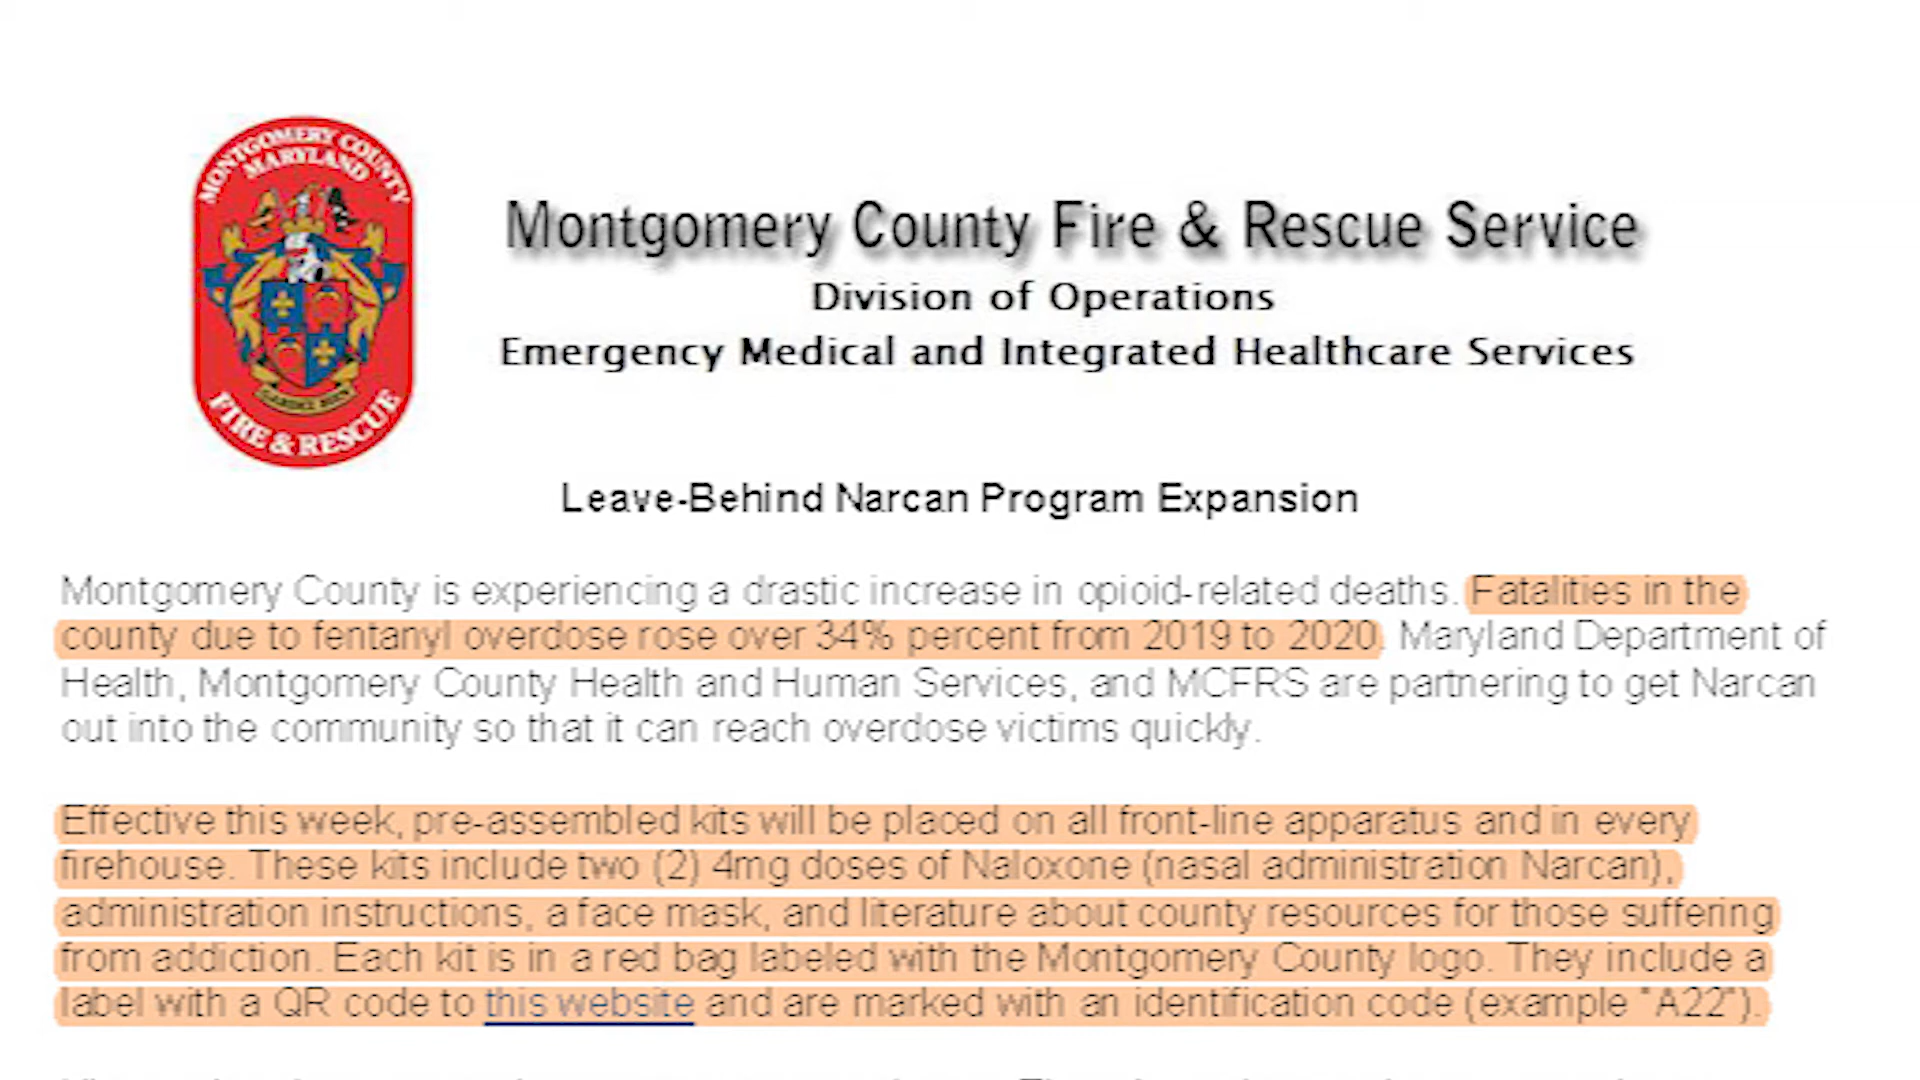 MONTGOMERY COUNTY
MARYLAND
FIRE & RESCUE
Montgomery County Fire & Rescue Service
Division of Operations
Emergency Medical and Integrated Healthcare Services
Leave-Behind Narcan Program Expansion
Montgomery County is experiencing a drastic increase in opioid-related deaths. Fatalities in the
county due to fentanyl overdose rose over 34% percent from 2019 to 2020. Maryland Department of
Health, Montgomery County Health and Human Services, and MCFRS are partnering to get Narcan
out into the community so that it can reach overdose victims quickly.
Effective this week, pre-assembled kits will be placed on all front-line apparatus and in every
firehouse. These kits include two (2) 4mg doses of Naloxone (nasal administration Narcan),
administration instructions, a face mask, and literature about county resources for those suffering
from addiction. Each kit is in a red bag labeled with the Montgomery County logo. They include a
label with a QR code to this website and are marked with an identification code (example "A22").